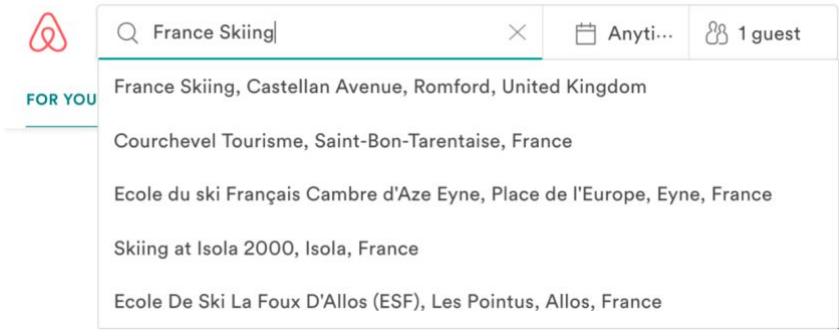 France Skiing
Anyti...
1 guest
FOR YOU
France Skiing, Castellan Avenue, Romford, United Kingdom
Courchevel Tourisme, Saint-Bon-Tarentaise, France
Ecole du ski Français Cambre d'Aze Eyne, Place de l'Europe, Eyne, France
Skiing at Isola 2000, Isola, France
Ecole De Ski La Foux D'Allos (ESF), Les Pointus, Allos, France